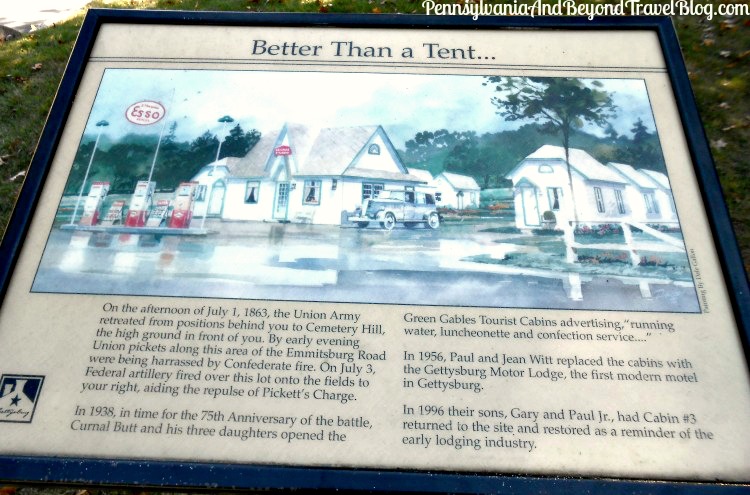 PennsylvaniaAndBeyondTravelBlog.com
Better Than a Tent...
Esso
On the afternoon of July 1, 1863, the Union Army
retreated from positions behind you to Cemetery Hill,
the high ground in front of you. By early evening
Union pickets along this area of the Emmitsburg Road
were being harrassed by Confederate fire. On July 3,
Federal artillery fired over this lot onto the fields to
your right, aiding the repulse of Pickett's Charge.
In 1938, in time for the 75th Anniversary of the battle,
Curnal Butt and his three daughters opened the
Green Gables Tourist Cabins advertising,"running
water, luncheonette and confection service...."
In 1956, Paul and Jean Witt replaced the cabins with
the Gettysburg Motor Lodge, the first modern motel
in Gettysburg.
In 1996 their sons, Gary and Paul Jr., had Cabin #3
returned to the site and restored as a reminder of the
early lodging industry.
Painting By Dale Gallon
Gettysburg